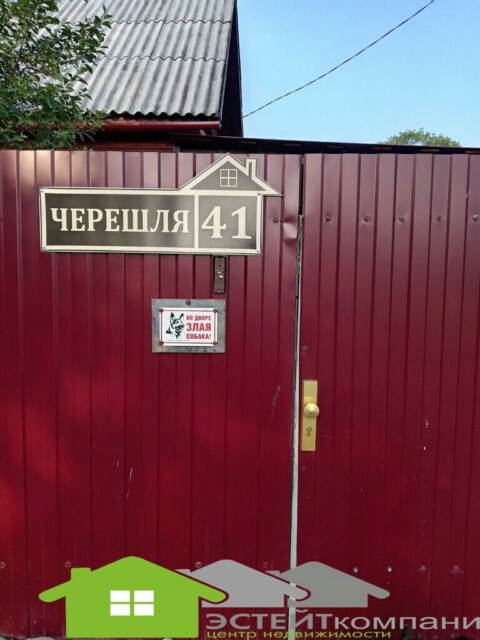 ЧЕРЕШЛЯ 41
ВО ДВОРЕ
ЗЛАЯ
СОБАКА!
ЭСТЕЙТкомпани
центр недвижимости